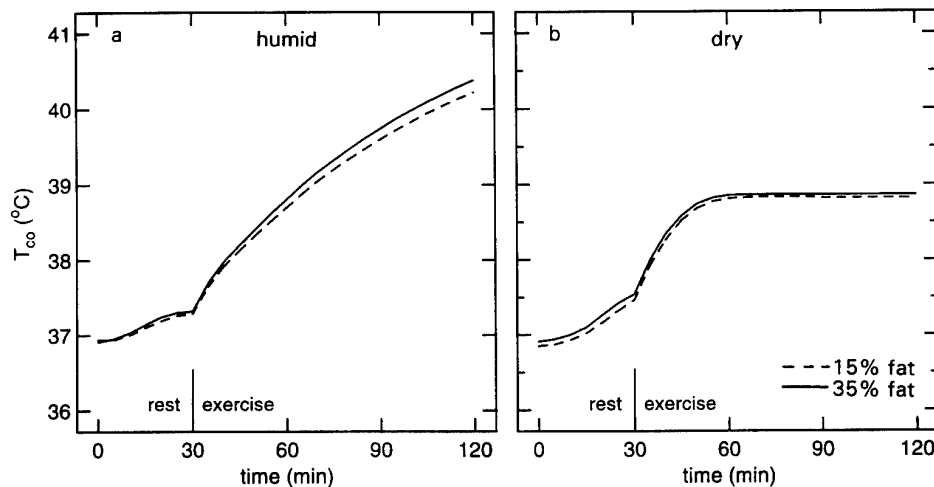 a
humid
b
dry
41
40
39
38
37
36
T_co (°C)
rest
exercise
rest
exercise
15% fat
35% fat
0
30
60
90
120
0
30
60
90
120
time (min)
time (min)